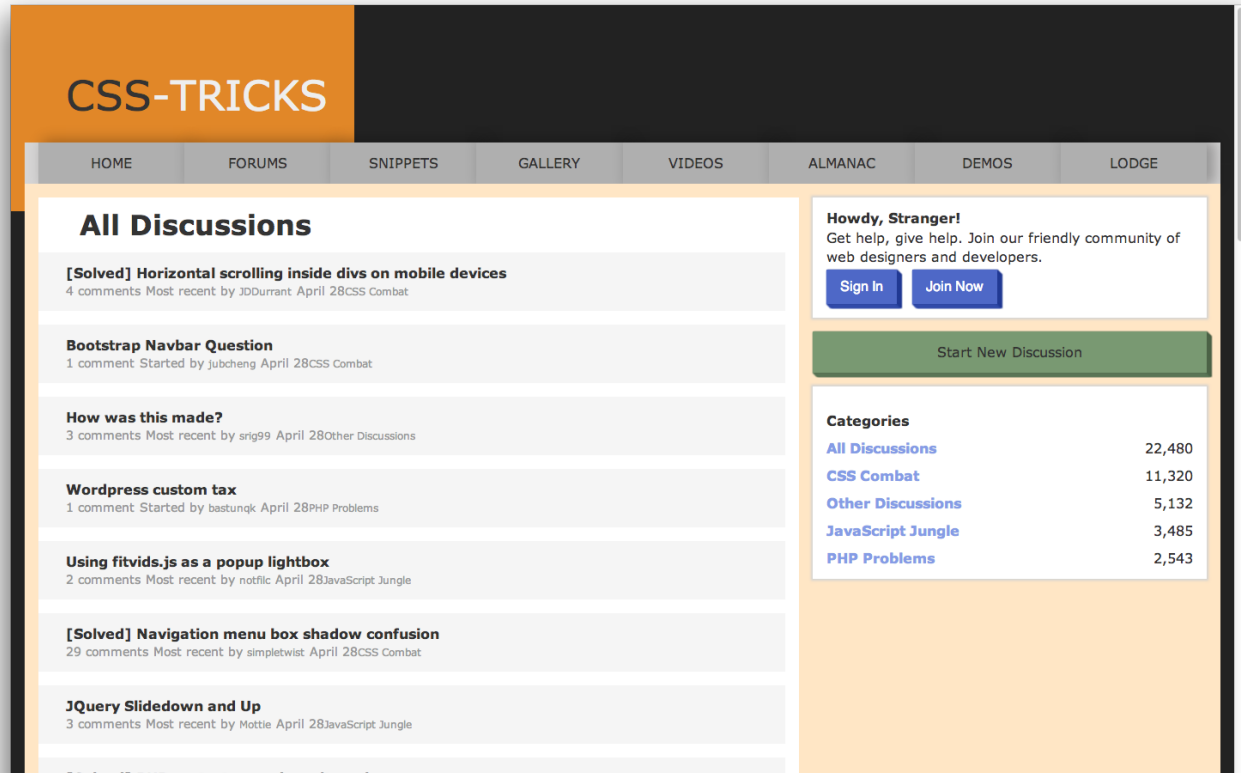 CSS-TRICKS
HOME FORUMS SNIPPETS GALLERY VIDEOS ALMANAC DEMOS LODGE
All Discussions
[Solved] Horizontal scrolling inside divs on mobile devices
4 comments Most recent by JDDurrant April 28CSS Combat
Bootstrap Navbar Question
1 comment Started by jubcheng April 28CSS Combat
How was this made?
3 comments Most recent by srig99 April 28Other Discussions
Wordpress custom tax
1 comment Started by bastunqk April 28PHP Problems
Using fitvids.js as a popup lightbox
2 comments Most recent by notfilc April 28JavaScript Jungle
[Solved] Navigation menu box shadow confusion
29 comments Most recent by simpletwist April 28CSS Combat
JQuery Slidedown and Up
3 comments Most recent by Mottie April 28JavaScript Jungle
Howdy, Stranger!
Get help, give help. Join our friendly community of
web designers and developers.
Sign In Join Now
Start New Discussion
Categories
All Discussions 22,480
CSS Combat 11,320
Other Discussions 5,132
JavaScript Jungle 3,485
PHP Problems 2,543